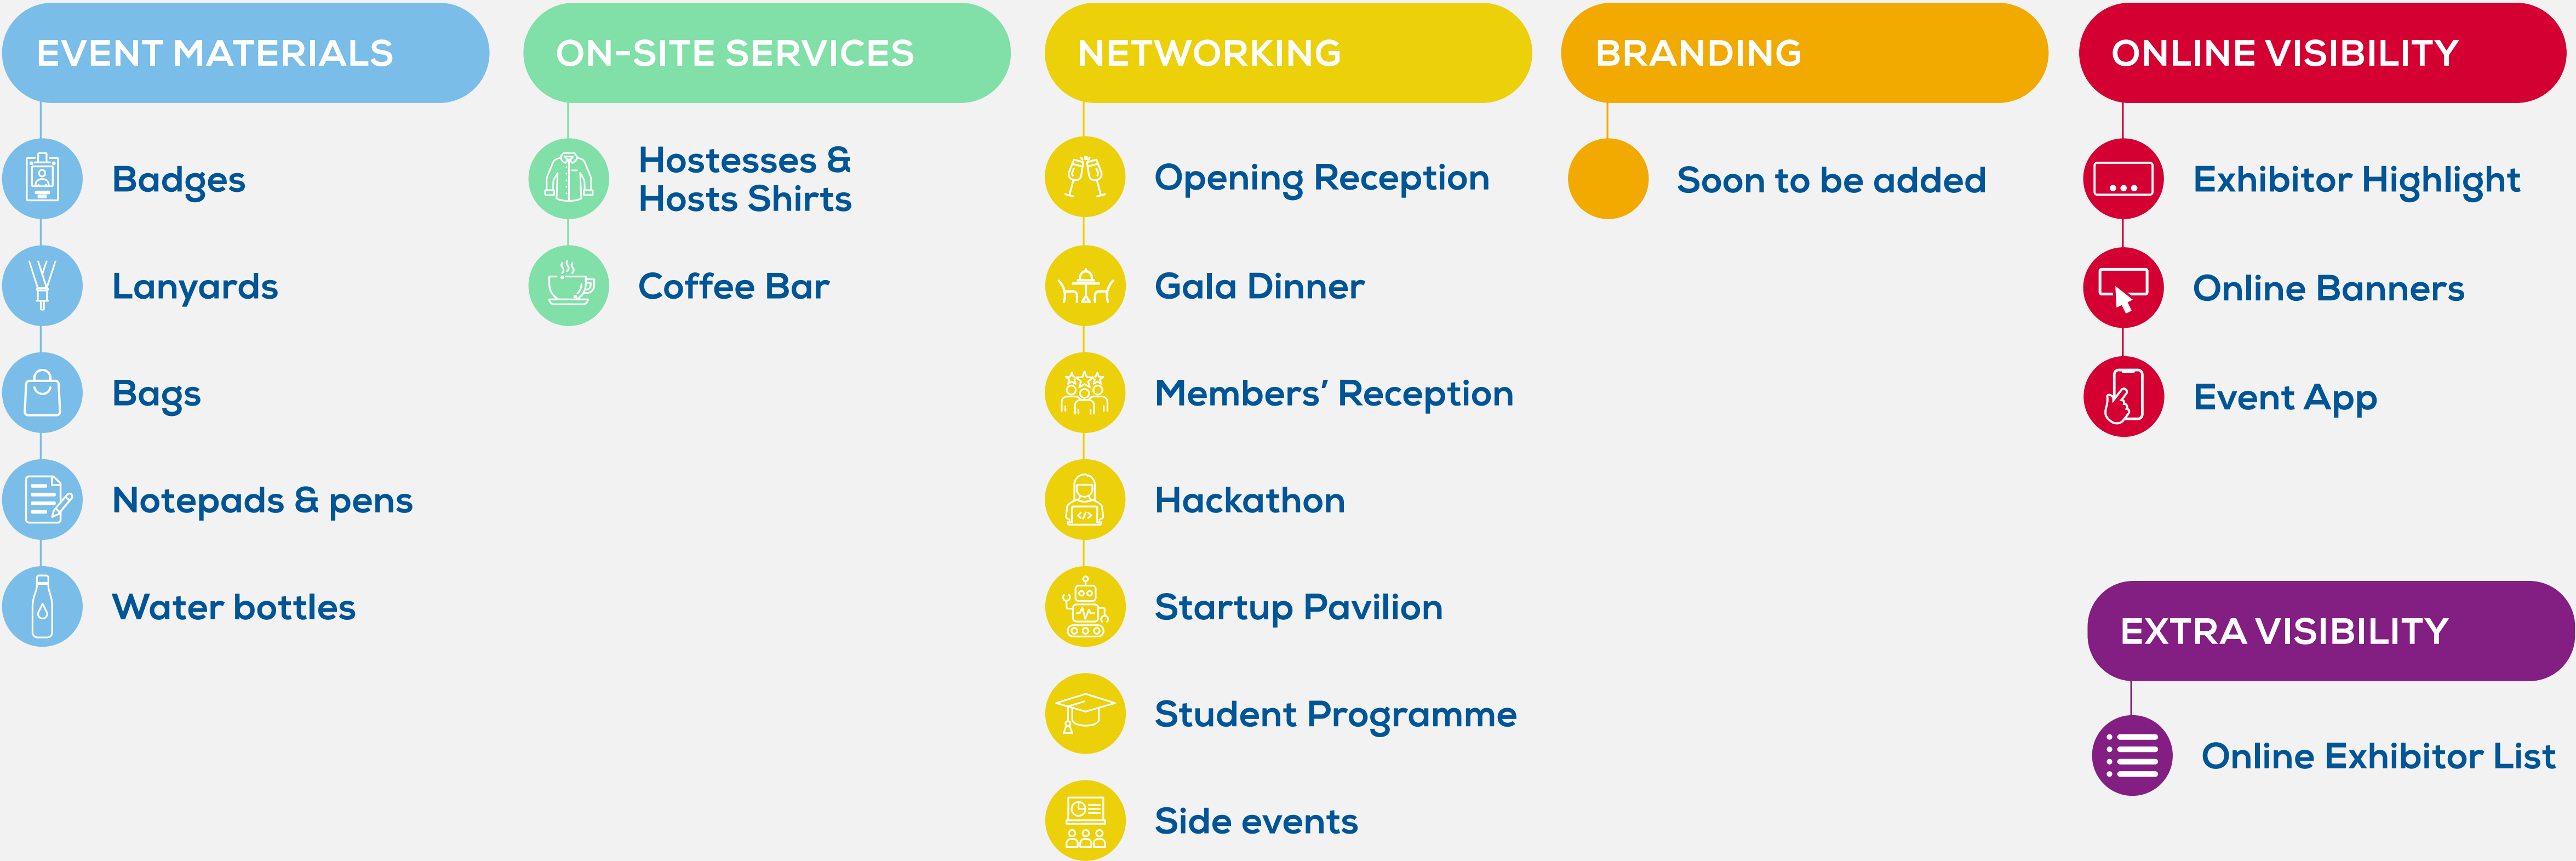 EVENT MATERIALS
Badges
Lanyards
Bags
Notepads & pens
Water bottles
ON-SITE SERVICES
Hostesses &
Hosts Shirts
Coffee Bar
NETWORKING
Opening Reception
Gala Dinner
Members’ Reception
Hackathon
Startup Pavilion
Student Programme
Side events
BRANDING
Soon to be added
ONLINE VISIBILITY
Exhibitor Highlight
Online Banners
Event App
EXTRA VISIBILITY
Online Exhibitor List